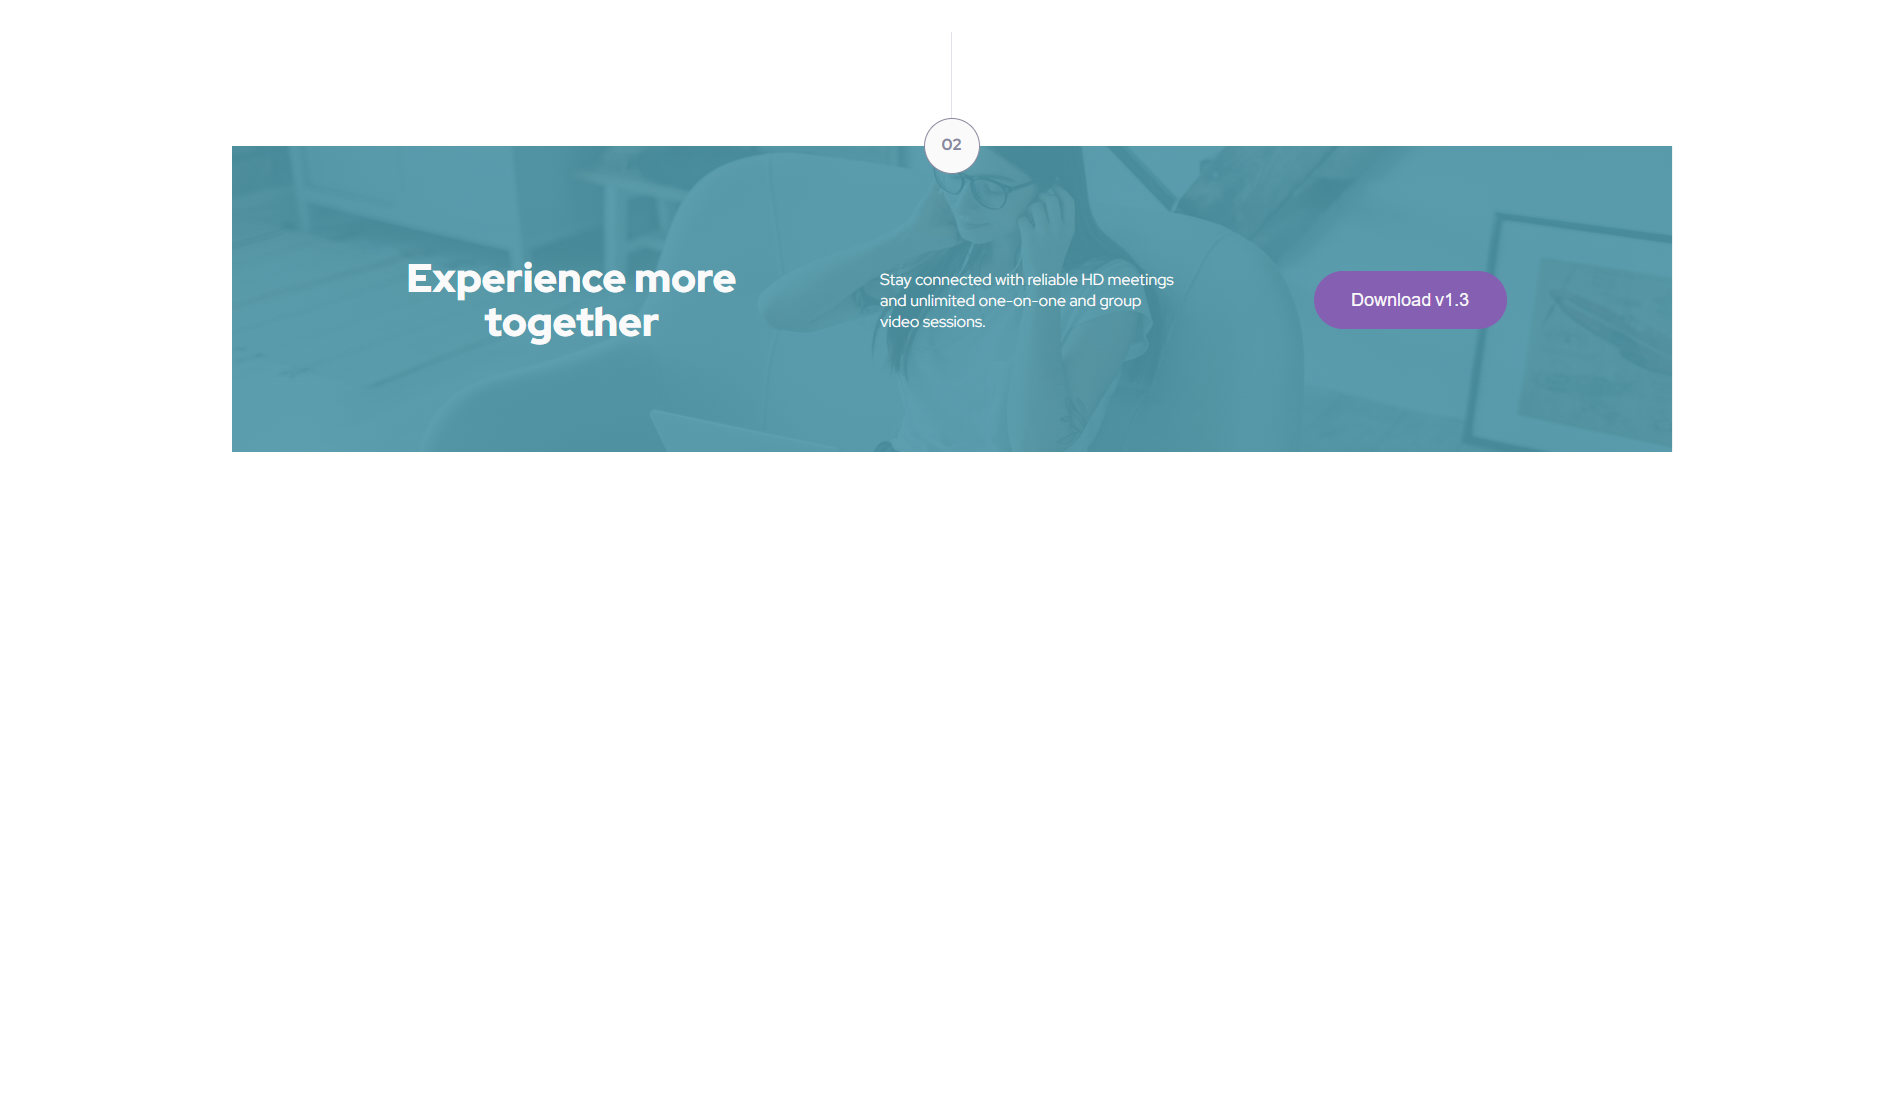 02
Experience more
together
Stay connected with reliable HD meetings
and unlimited one-on-one and group
video sessions.
Download v1.3